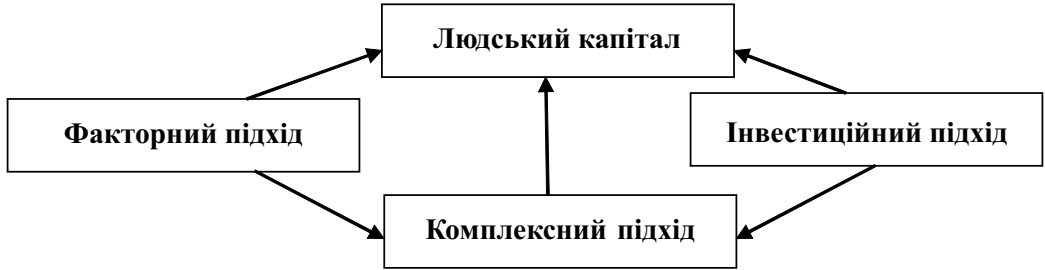 Людський капітал
Факторний підхід
Інвестиційний підхід
Комплексний підхід